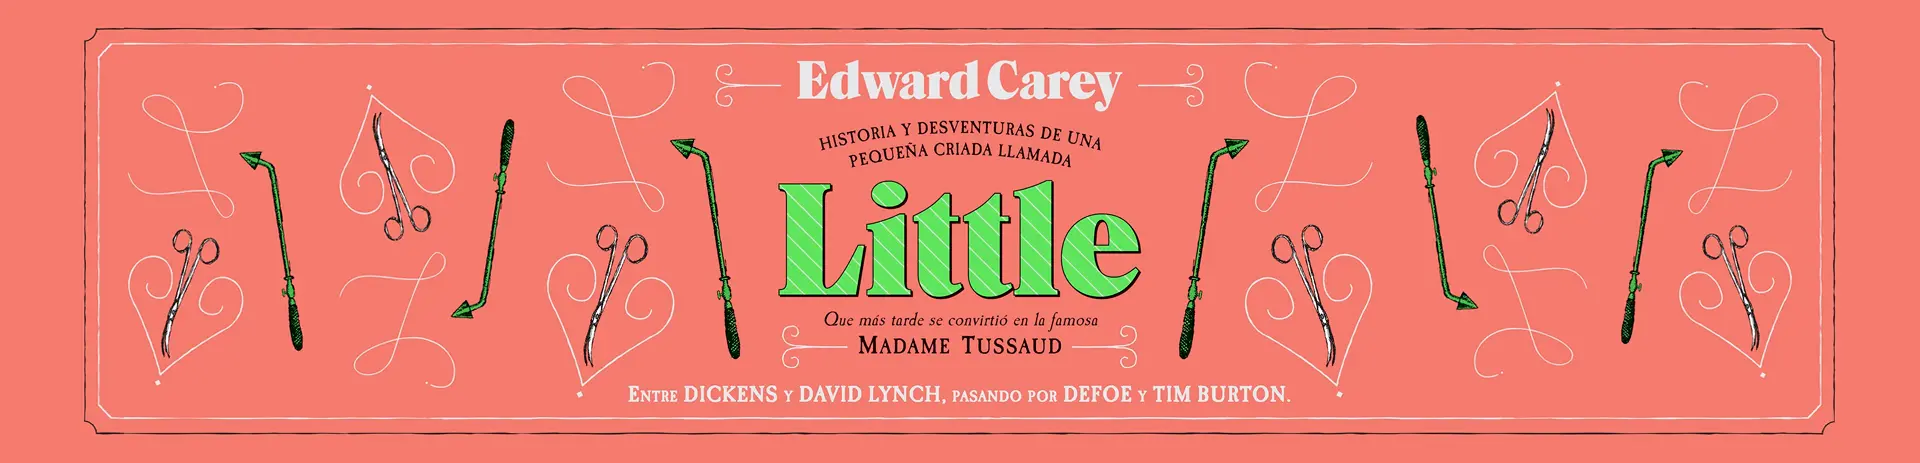 Edward Carey
HISTORIA Y DESVENTURAS DE UNA
PEQUEÑA CRIADA LLAMADA
Little
Que más tarde se convirtió en la famosa
MADAME TUSSAUD
ENTRE DICKENS Y DAVID LYNCH, PASANDO POR DEFOE Y TIM BURTON.